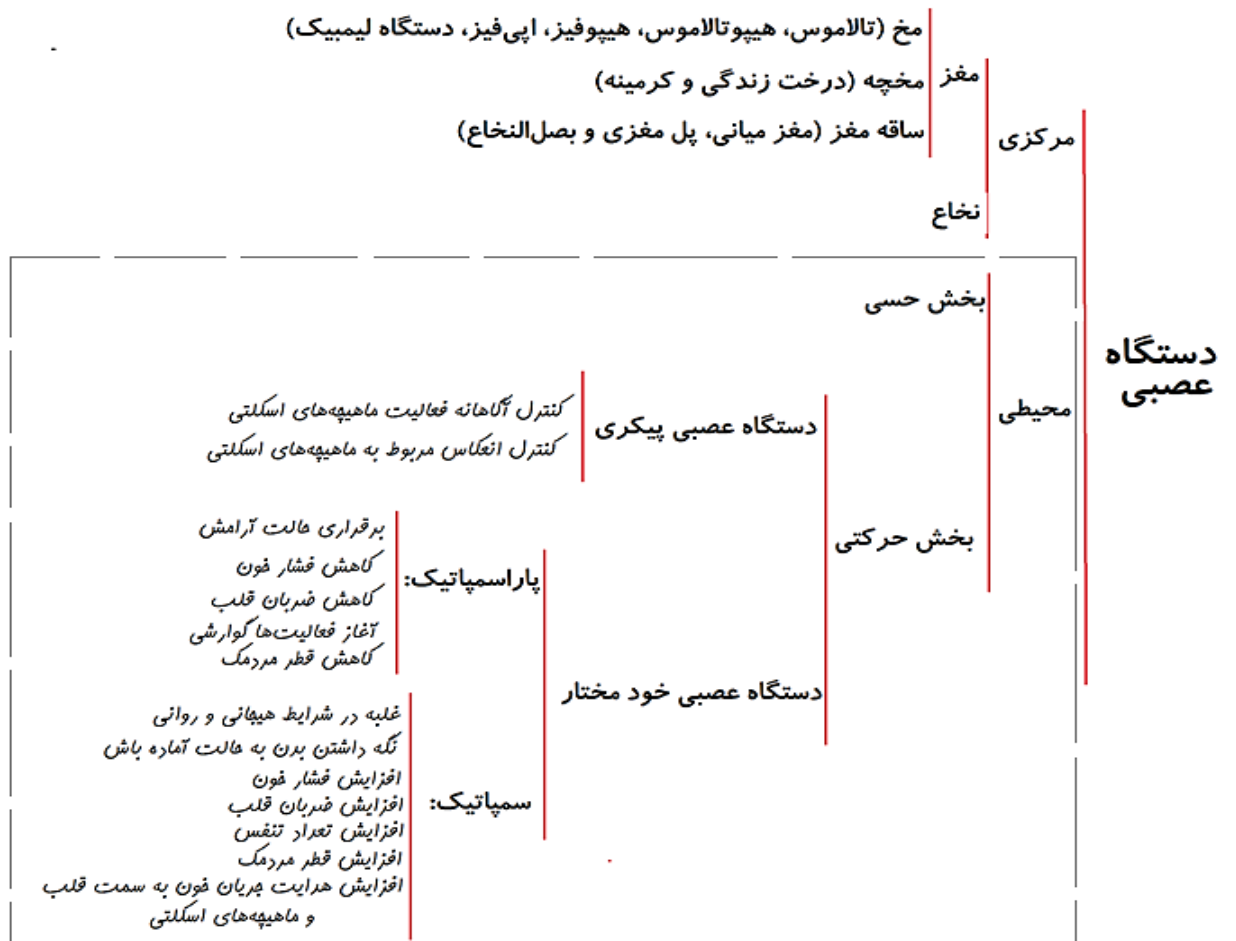 مخ (تالاموس، هیپوتالاموس، هیپوفیز، اپی‌فیز، دستگاه لیمبیک)
مغز
مخچه (درخت زندگی و کرمینه)
ساقه مغز (مغز میانی، پل مغزی و بصل‌النخاع)
مرکزی
نخاع
دستگاه
عصبی
بخش حسی
محیطی
کنترل آگاهانه فعالیت ماهیچه‌های اسکلتی
دستگاه عصبی پیکری
کنترل انعکاس مربوط به ماهیچه‌های اسکلتی
بخش حرکتی
برقراری حالت آرامش
کاهش فشار خون
پاراسمپاتیک:
کاهش ضربان قلب
آغاز فعالیت‌ها گوارشی
کاهش قطر مردمک
دستگاه عصبی خود مختار
غلبه در شرایط هیجانی و روانی
نگه داشتن بدن به حالت آماده باش
افزایش فشار خون
سمپاتیک:
افزایش ضربان قلب
افزایش تعداد تنفس
افزایش قطر مردمک
افزایش هدایت جریان خون به سمت قلب
و ماهیچه‌های اسکلتی